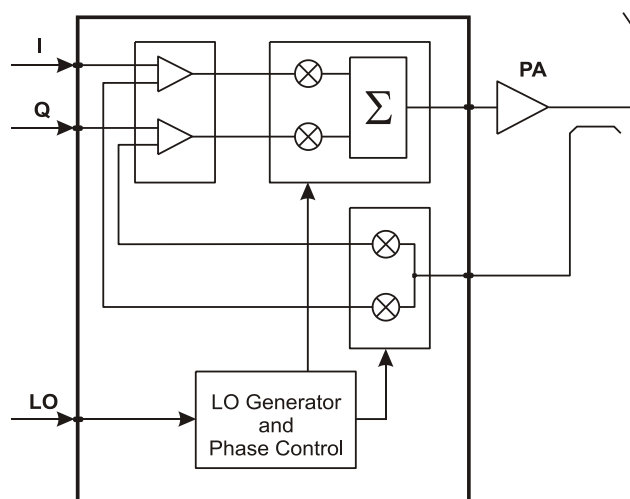 I
Q
PA
Σ
LO
LO Generator
and
Phase Control